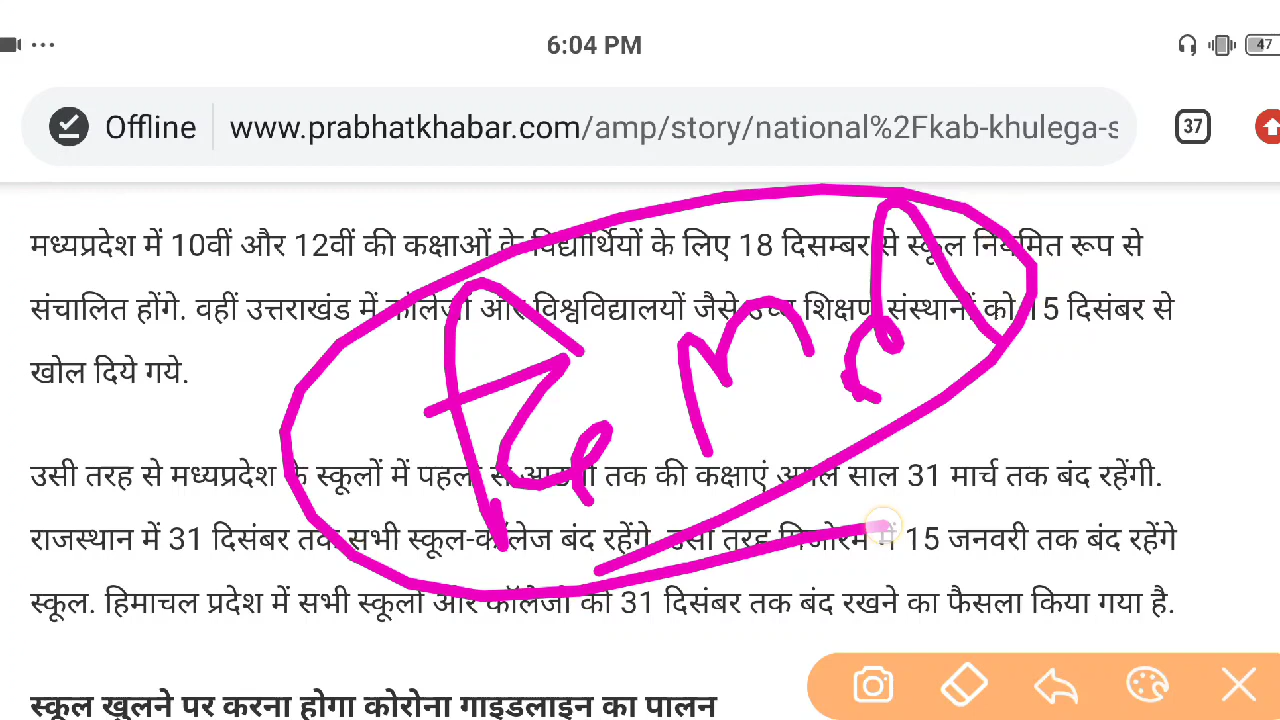 6:04 PM
47
Offline www.prabhatkhabar.com/amp/story/national%2Fkab-khulega-s
37
मध्यप्रदेश में 10वीं और 12वीं की कक्षाओं के विद्यार्थियों के लिए 18 दिसम्बर से स्कूल नियमित रूप से
संचालित होंगे. वहीं उत्तराखंड में कॉलेजों और विश्वविद्यालयों जैसे उच्च शिक्षण संस्थानों को 15 दिसंबर से
खोल दिये गये.
उसी तरह से मध्यप्रदेश के स्कूलों में पहली से आठवीं तक की कक्षाएं अगले साल 31 मार्च तक बंद रहेंगी.
राजस्थान में 31 दिसंबर तक सभी स्कूल-कॉलेज बंद रहेंगे. उसी तरह मिजोरम में 15 जनवरी तक बंद रहेंगे
स्कूल. हिमाचल प्रदेश में सभी स्कूलों और कॉलेजों को 31 दिसंबर तक बंद रखने का फैसला किया गया है.
स्कूल खुलने पर करना होगा कोरोना गाइडलाइन का पालन